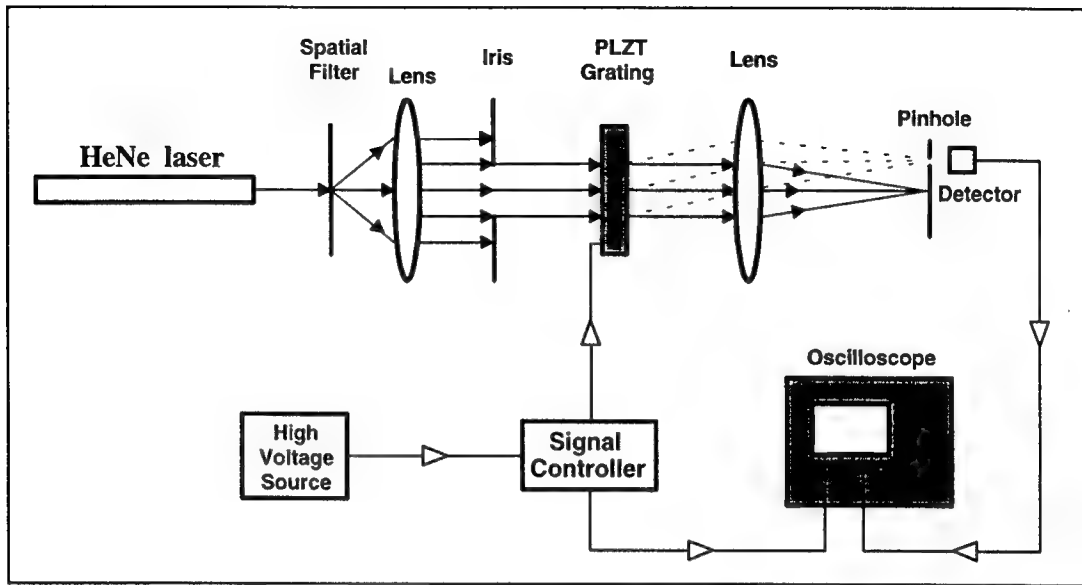 Spatial
Filter
Lens
Iris
PLZT
Grating
Lens
Pinhole
HeNe laser
Detector
Oscilloscope
High
Voltage
Source
Signal
Controller